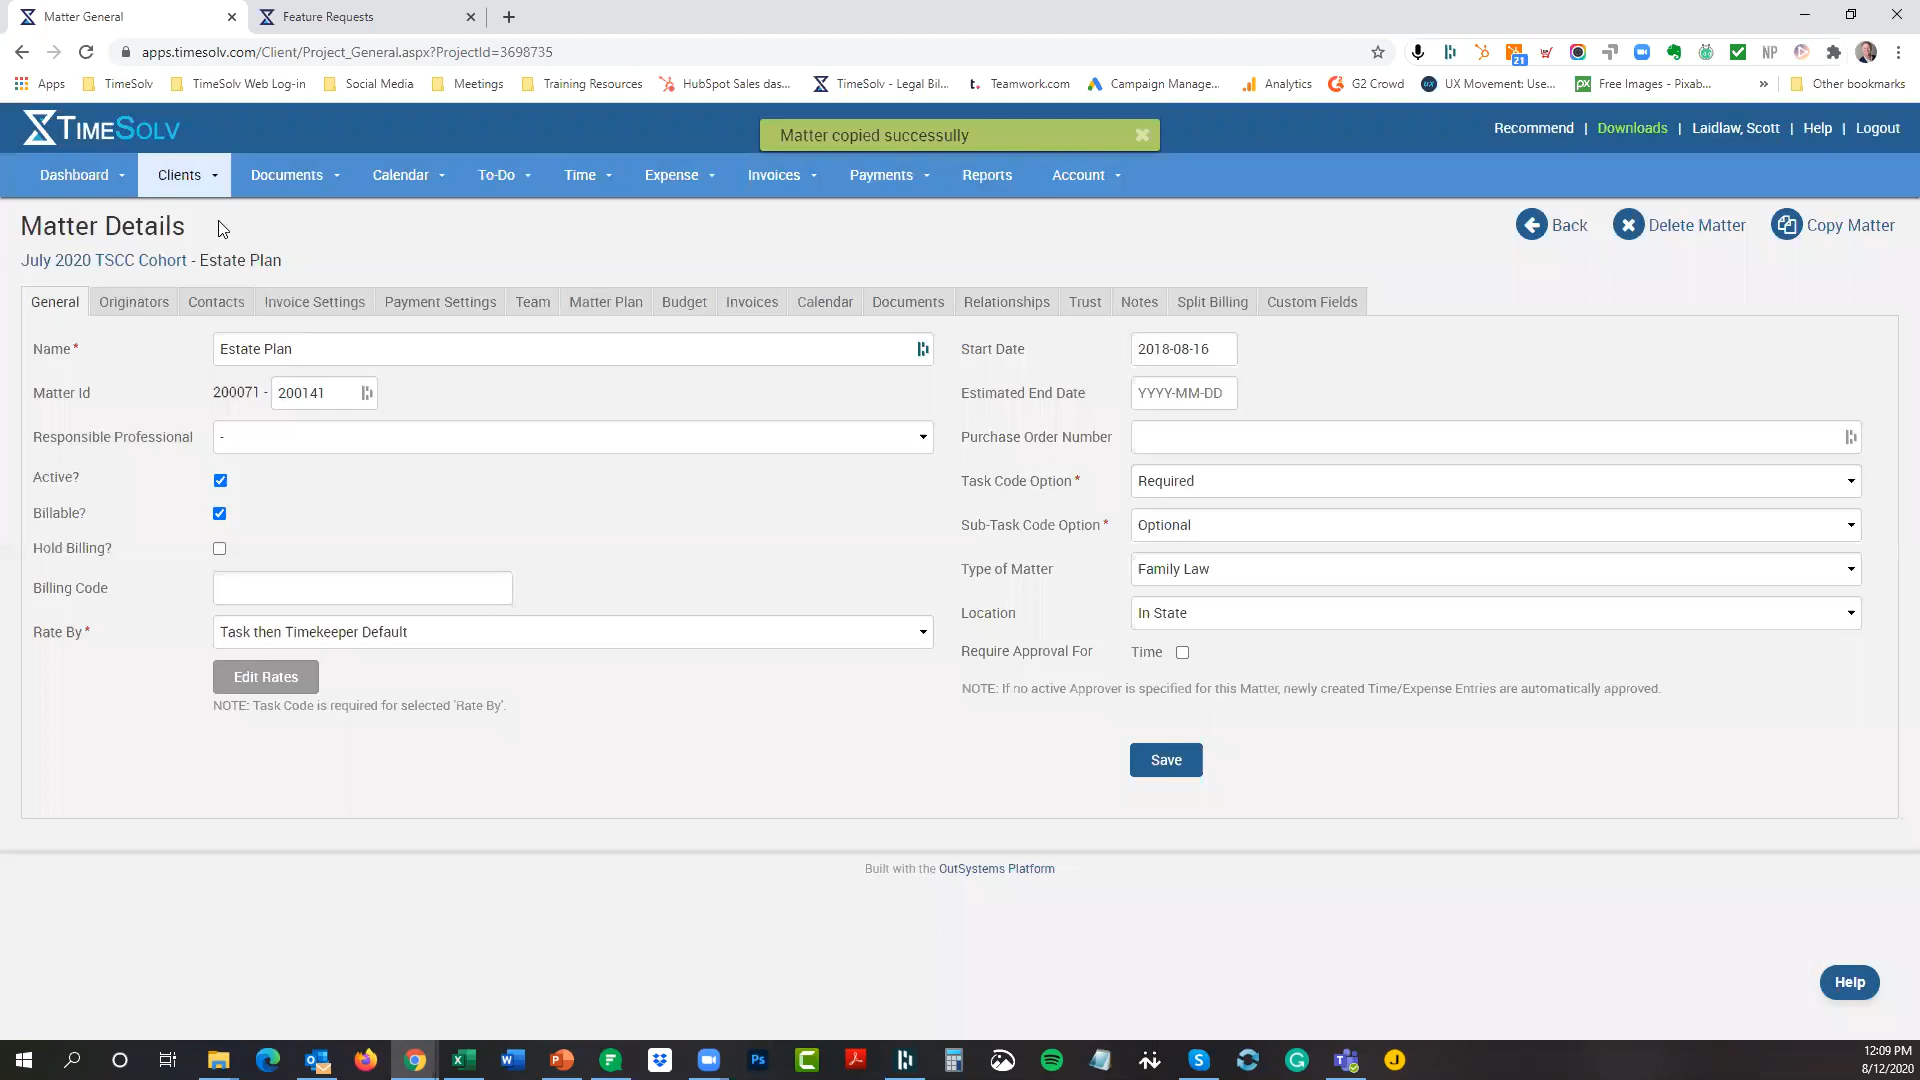 Matter General
Feature Requests
apps.timesolv.com/Client/Project_General.aspx?ProjectId=3698735
21
NP
Apps
TimeSolv
TimeSolv Web Log-in
Social Media
Meetings
Training Resources
HubSpot Sales das...
TimeSolv - Legal Bil...
Teamwork.com
Campaign Manage...
Analytics
G2 Crowd
UX Movement: Use...
Free Images - Pixab...
»
Other bookmarks
TIMESOLV
Matter copied successully
Recommend | Downloads | Laidlaw, Scott | Help | Logout
Dashboard
Clients
Documents
Calendar
To-Do
Time
Expense
Invoices
Payments
Reports
Account
Matter Details
Back
Delete Matter
Copy Matter
July 2020 TSCC Cohort - Estate Plan
General
Originators
Contacts
Invoice Settings
Payment Settings
Team
Matter Plan
Budget
Invoices
Calendar
Documents
Relationships
Trust
Notes
Split Billing
Custom Fields
Name *
Estate Plan
Matter Id
200071 - 200141
Responsible Professional
-
Active?
Billable?
Hold Billing?
Billing Code
Rate By *
Task then Timekeeper Default
Edit Rates
NOTE: Task Code is required for selected 'Rate By'.
Start Date
2018-08-16
Estimated End Date
YYYY-MM-DD
Purchase Order Number
Task Code Option *
Required
Sub-Task Code Option *
Optional
Type of Matter
Family Law
Location
In State
Require Approval For
Time
NOTE: If no active Approver is specified for this Matter, newly created Time/Expense Entries are automatically approved.
Save
Built with the OutSystems Platform
Help
12:09 PM
8/12/2020